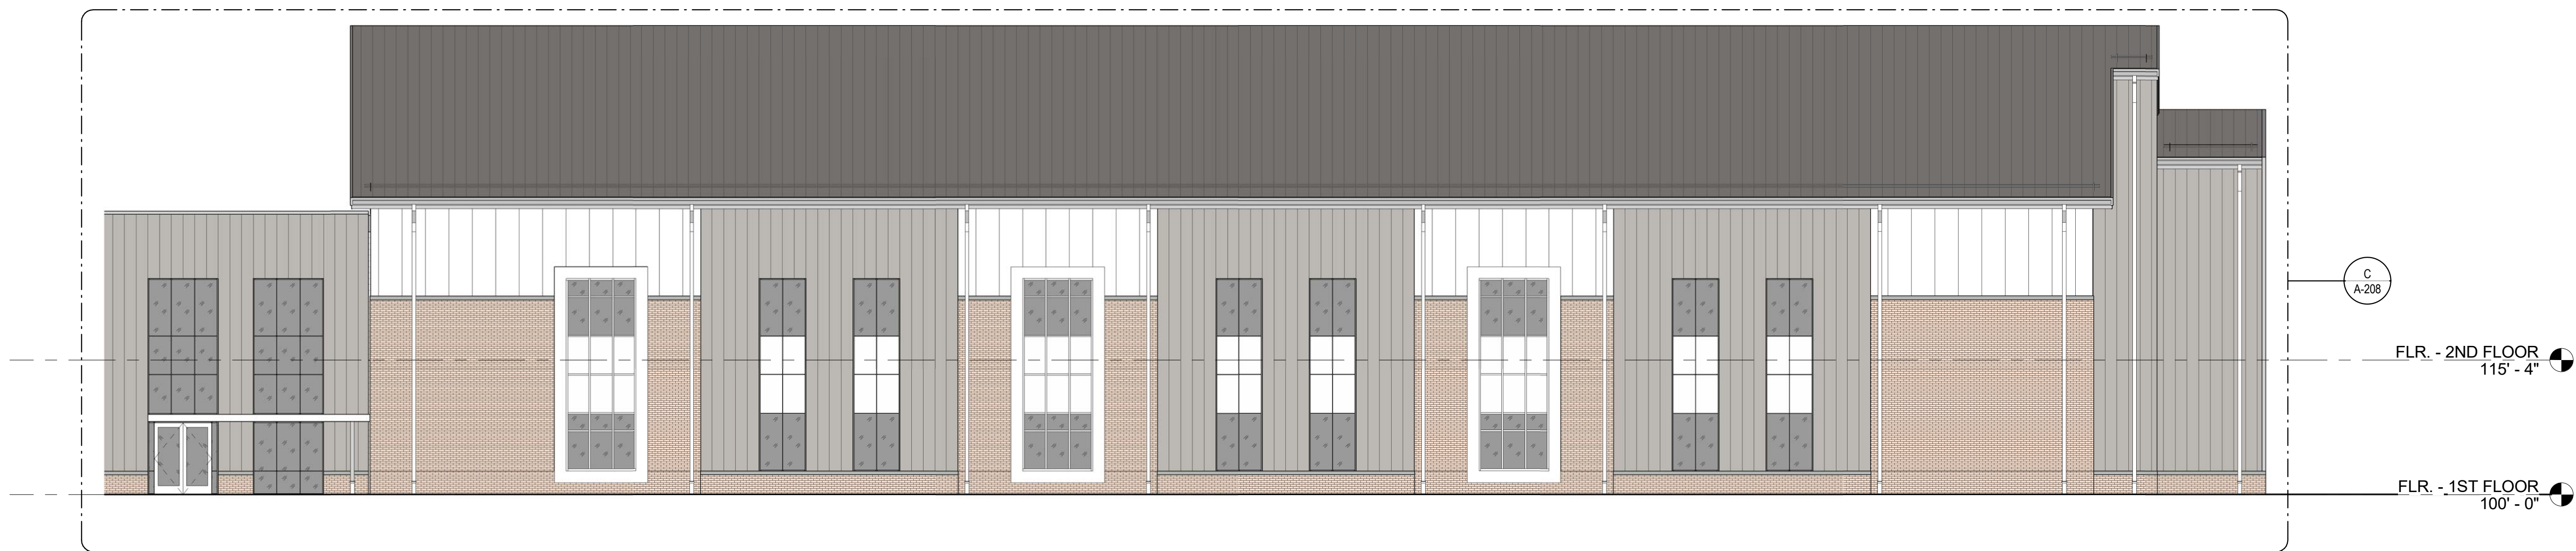 C
A-208
FLR. - 2ND FLOOR
115' - 4"
FLR. - 1ST FLOOR
100' - 0"